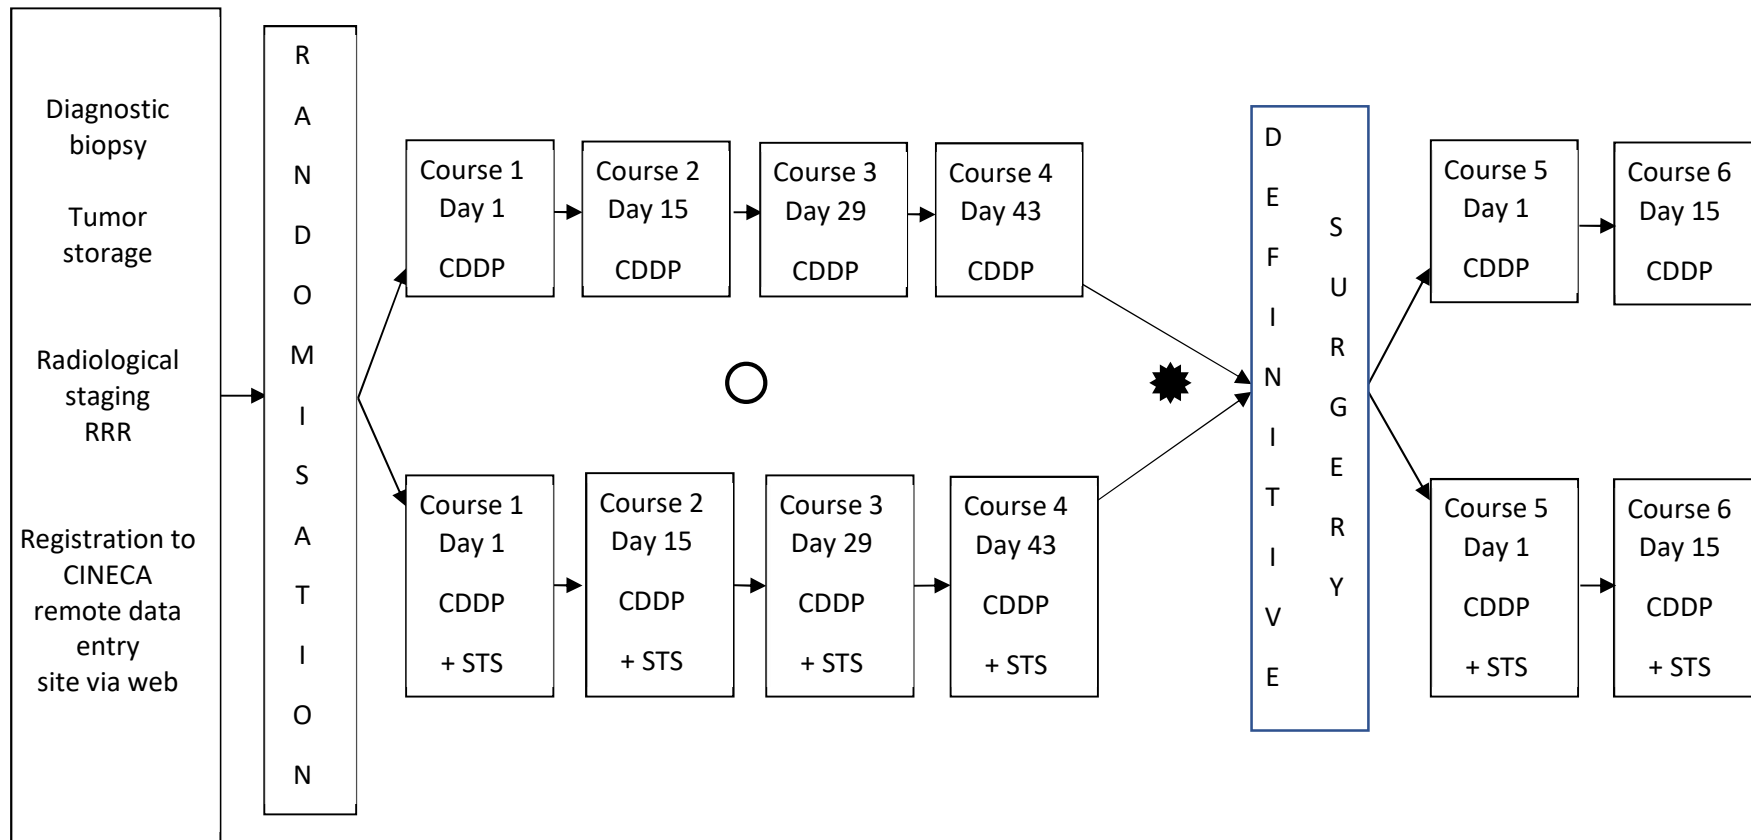 Diagnostic
biopsy
Tumor
storage
Radiological
staging
RRR
Registration to
CINECA
remote data
entry
site via web
R
A
N
D
O
M
I
S
A
T
I
O
N
Course 1
Day 1
CDDP
Course 2
Day 15
CDDP
Course 3
Day 29
CDDP
Course 4
Day 43
CDDP
Course 1
Day 1
CDDP
+ STS
Course 2
Day 15
CDDP
+ STS
Course 3
Day 29
CDDP
+ STS
Course 4
Day 43
CDDP
+ STS
D
E
F
I
N
I
T
I
V
E
S
U
R
G
E
R
Y
Course 5
Day 1
CDDP
Course 6
Day 15
CDDP
Course 5
Day 1
CDDP
+ STS
Course 6
Day 15
CDDP
+ STS